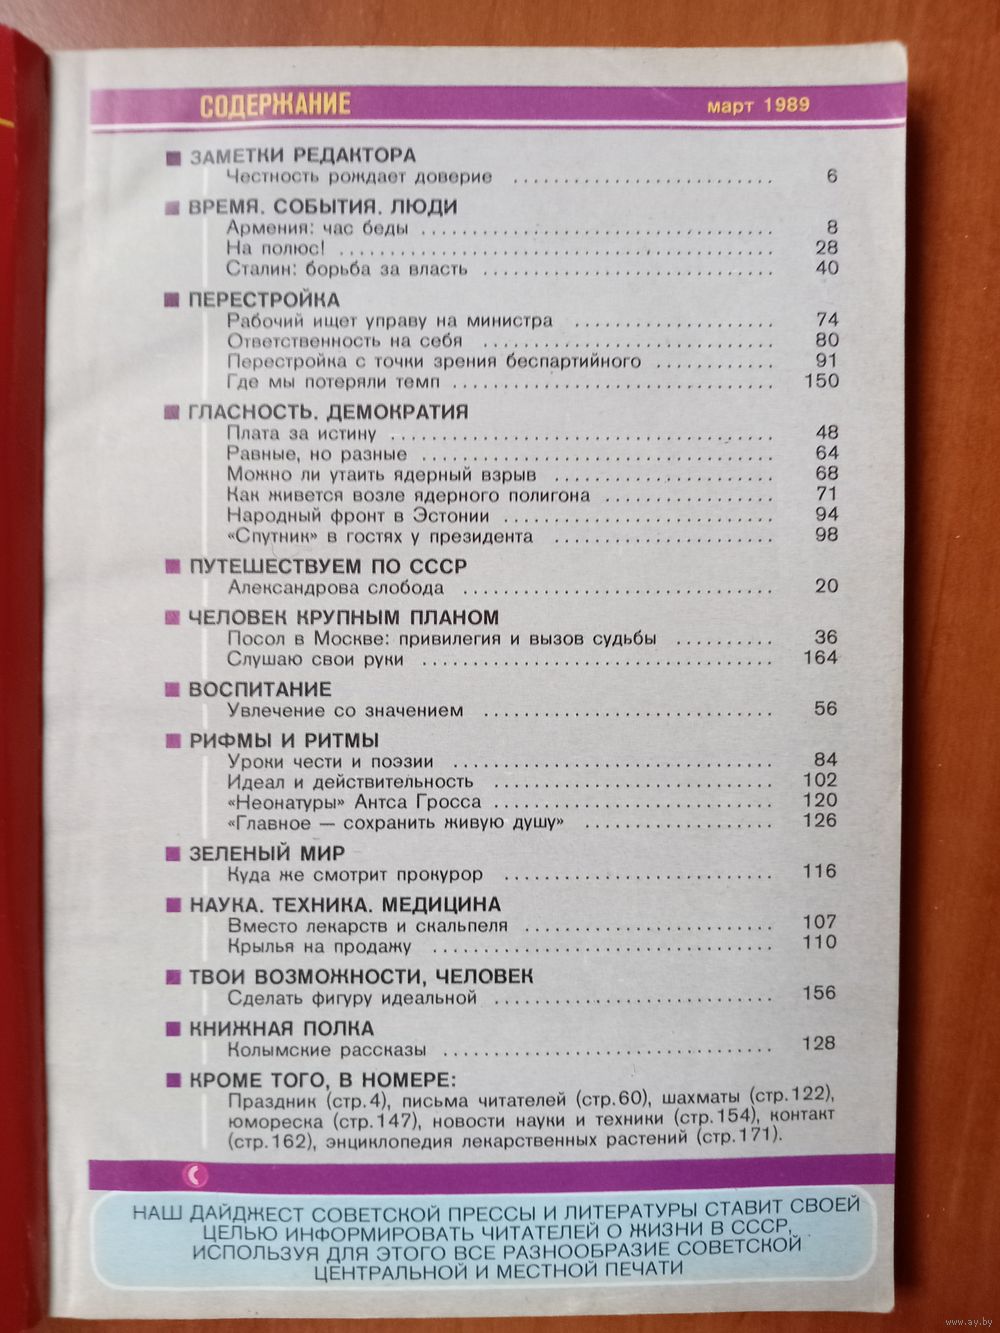 СОДЕРЖАНИЕ март 1989
ЗАМЕТКИ РЕДАКТОРА
Честность рождает доверие .......................... 6
ВРЕМЯ. СОБЫТИЯ. ЛЮДИ
Армения: час беды ................................... 8
На полюс! ........................................... 28
Сталин: борьба за власть ............................. 40
ПЕРЕСТРОЙКА
Рабочий ищет управу на министра .................... 74
Ответственность на себя ............................. 80
Перестройка с точки зрения беспартийного ............ 91
Где мы потеряли темп ................................ 150
ГЛАСНОСТЬ. ДЕМОКРАТИЯ
Плата за истину ...................................... 48
Равные, но разные ................................... 64
Можно ли утаить ядерный взрыв ...................... 68
Как живется возле ядерного полигона ................. 71
Народный фронт в Эстонии ........................... 94
«Спутник» в гостях у президента ...................... 98
ПУТЕШЕСТВУЕМ ПО СССР
Александрова слобода ............................... 20
ЧЕЛОВЕК КРУПНЫМ ПЛАНОМ
Посол в Москве: привилегия и вызов судьбы .......... 36
Слушаю свои руки ................................... 164
ВОСПИТАНИЕ
Увлечение со значением ............................. 56
РИФМЫ И РИТМЫ
Уроки чести и поэзии ................................ 84
Идеал и действительность ............................ 102
«Неонатуры» Антса Гросса ............................ 120
«Главное — сохранить живую душу» ................... 126
ЗЕЛЕНЫЙ МИР
Куда же смотрит прокурор ........................... 116
НАУКА. ТЕХНИКА. МЕДИЦИНА
Вместо лекарств и скальпеля ......................... 107
Крылья на продажу .................................. 110
ТВОИ ВОЗМОЖНОСТИ, ЧЕЛОВЕК
Сделать фигуру идеальной ............................ 156
КНИЖНАЯ ПОЛКА
Колымские рассказы ................................. 128
КРОМЕ ТОГО, В НОМЕРЕ:
Праздник (стр.4), письма читателей (стр.60), шахматы (стр.122),
юмореска (стр.147), новости науки и техники (стр.154), контакт
(стр.162), энциклопедия лекарственных растений (стр.171).
НАШ ДАЙДЖЕСТ СОВЕТСКОЙ ПРЕССЫ И ЛИТЕРАТУРЫ СТАВИТ СВОЕЙ
ЦЕЛЬЮ ИНФОРМИРОВАТЬ ЧИТАТЕЛЕЙ О ЖИЗНИ В СССР,
ИСПОЛЬЗУЯ ДЛЯ ЭТОГО ВСЕ РАЗНООБРАЗИЕ СОВЕТСКОЙ
ЦЕНТРАЛЬНОЙ И МЕСТНОЙ ПЕЧАТИ
www.ay.by